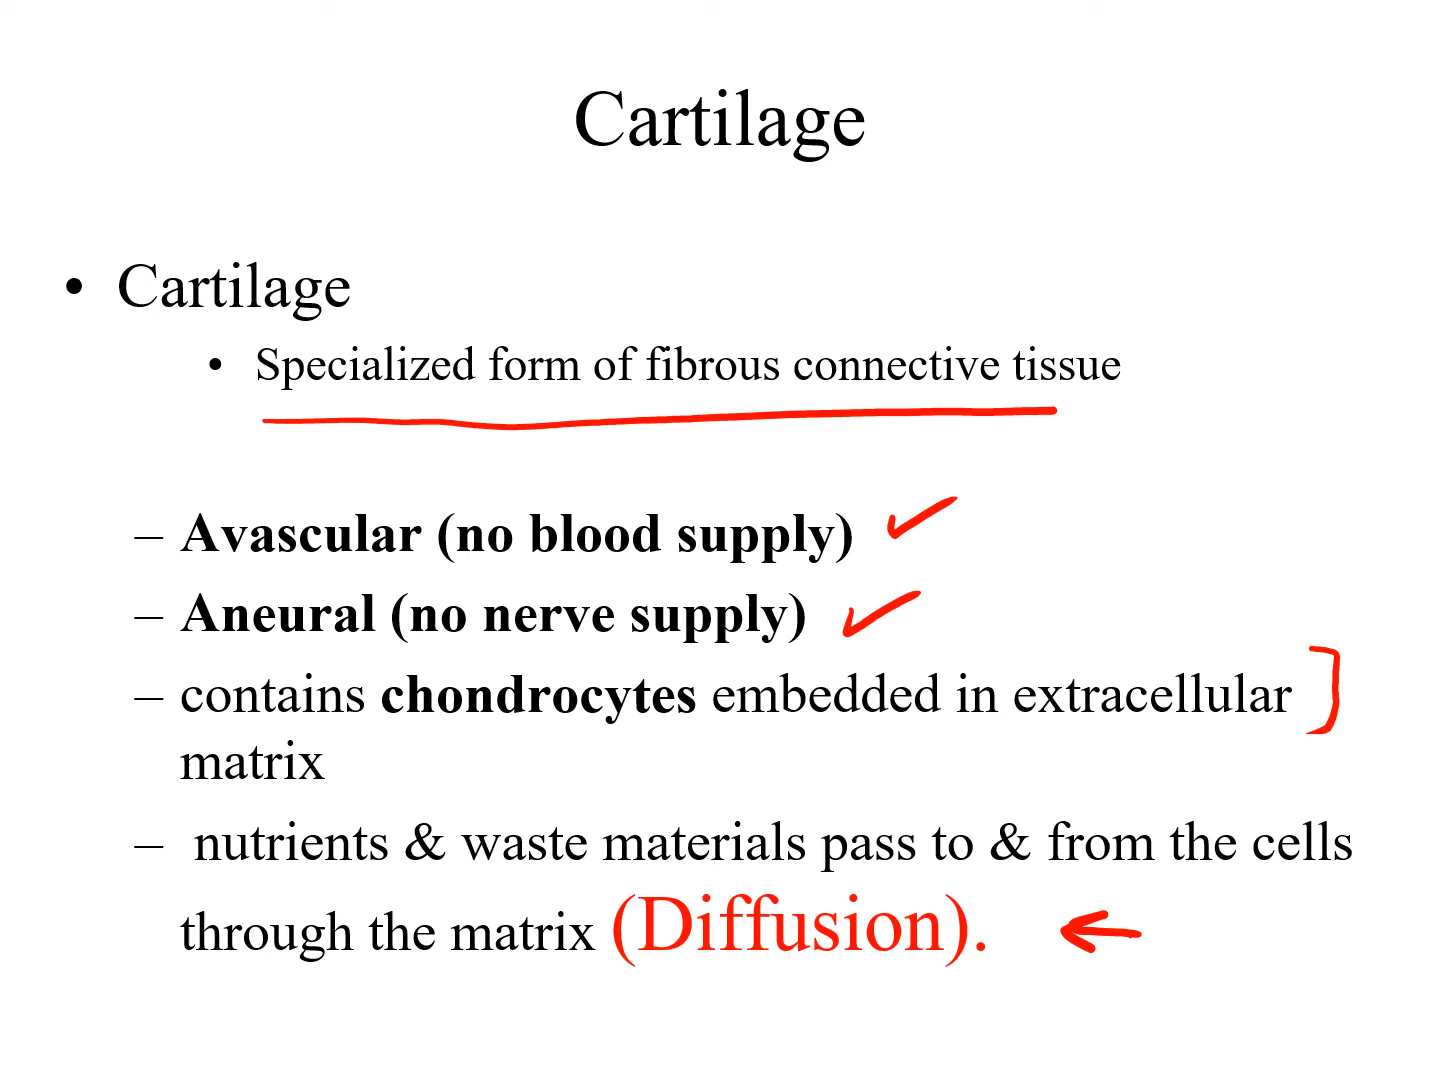 Cartilage
• Cartilage
• Specialized form of fibrous connective tissue
– Avascular (no blood supply)
– Aneural (no nerve supply)
– contains chondrocytes embedded in extracellular
matrix
– nutrients & waste materials pass to & from the cells
through the matrix (Diffusion).